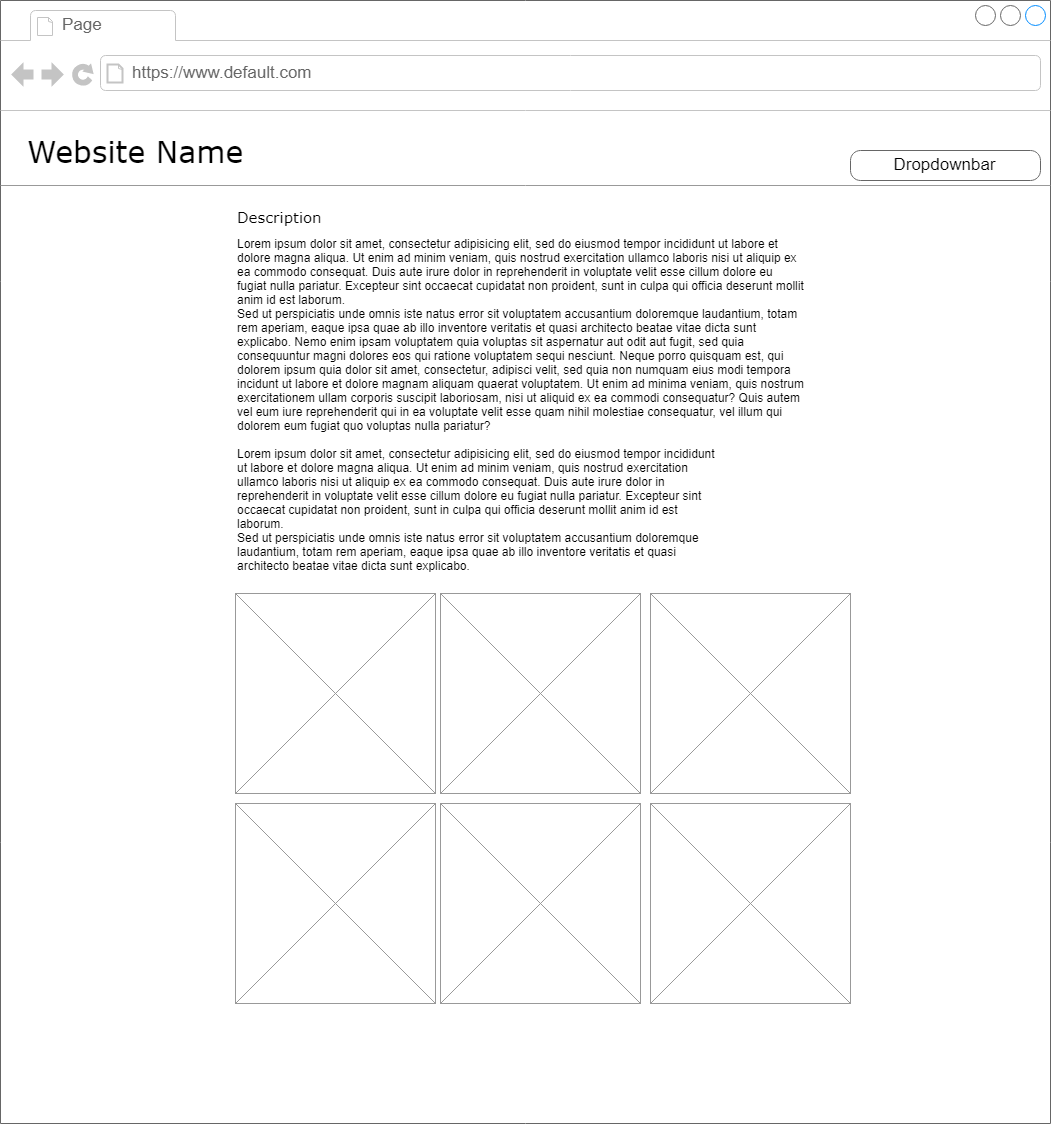 Page
https://www.default.com
Website Name
Dropdownbar
Description
Lorem ipsum dolor sit amet, consectetur adipisicing elit, sed do eiusmod tempor incididunt ut labore et
dolore magna aliqua. Ut enim ad minim veniam, quis nostrud exercitation ullamco laboris nisi ut aliquip ex
ea commodo consequat. Duis aute irure dolor in reprehenderit in voluptate velit esse cillum dolore eu
fugiat nulla pariatur. Excepteur sint occaecat cupidatat non proident, sunt in culpa qui officia deserunt mollit
anim id est laborum.
Sed ut perspiciatis unde omnis iste natus error sit voluptatem accusantium doloremque laudantium, totam
rem aperiam, eaque ipsa quae ab illo inventore veritatis et quasi architecto beatae vitae dicta sunt
explicabo. Nemo enim ipsam voluptatem quia voluptas sit aspernatur aut odit aut fugit, sed quia
consequuntur magni dolores eos qui ratione voluptatem sequi nesciunt. Neque porro quisquam est, qui
dolorem ipsum quia dolor sit amet, consectetur, adipisci velit, sed quia non numquam eius modi tempora
incidunt ut labore et dolore magnam aliquam quaerat voluptatem. Ut enim ad minima veniam, quis nostrum
exercitationem ullam corporis suscipit laboriosam, nisi ut aliquid ex ea commodi consequatur? Quis autem
vel eum iure reprehenderit qui in ea voluptate velit esse quam nihil molestiae consequatur, vel illum qui
dolorem eum fugiat quo voluptas nulla pariatur?
Lorem ipsum dolor sit amet, consectetur adipisicing elit, sed do eiusmod tempor incididunt
ut labore et dolore magna aliqua. Ut enim ad minim veniam, quis nostrud exercitation
ullamco laboris nisi ut aliquip ex ea commodo consequat. Duis aute irure dolor in
reprehenderit in voluptate velit esse cillum dolore eu fugiat nulla pariatur. Excepteur sint
occaecat cupidatat non proident, sunt in culpa qui officia deserunt mollit anim id est
laborum.
Sed ut perspiciatis unde omnis iste natus error sit voluptatem accusantium doloremque
laudantium, totam rem aperiam, eaque ipsa quae ab illo inventore veritatis et quasi
architecto beatae vitae dicta sunt explicabo.